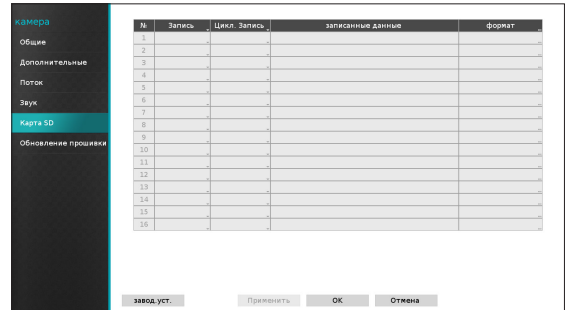 камера
Общие
Дополнительные
Поток
Звук
Карта SD
Обновление прошивки
№ Запись Цикл. Запись записанные данные формат
1
2
3
4
5
6
7
8
9
10
11
12
13
14
15
16
завод.уст. Применить OK Отмена